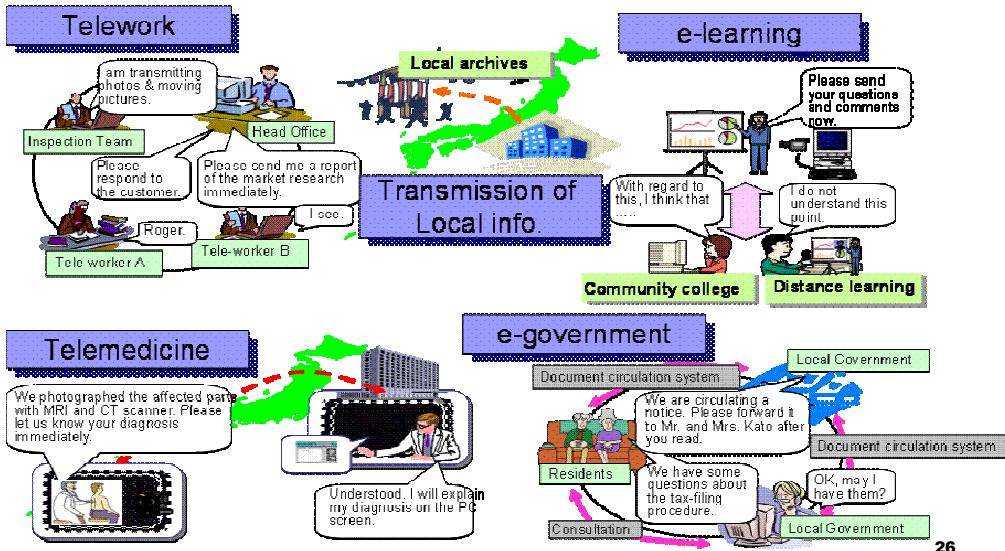 Telework
I am transmitting
photos & moving
pictures.
Inspection Team
Head Office
Please
respond to
the customer.
Please send me a report
of the market research
immediately.
I see.
Roger.
Tele worker A
Tele-worker B
Local archives
Transmission of
Local info.
e-learning
Please send
your questions
and comments
now.
With regard to
this, I think that
.....
I do not
understand this
point.
Community college
Distance learning
Telemedicine
We photographed the affected parts
with MRI and CT scanner. Please
let us know your diagnosis
immediately.
Understood. I will explain
my diagnosis on the PC
screen.
e-government
Local Government
Document circulation system
We are circulating a
notice. Please forward it
to Mr. and Mrs. Kato after
you read.
Document circulation system
Residents
We have some
questions about
the tax-filing
procedure.
OK, may I
have them?
Consultation
Local Government
26